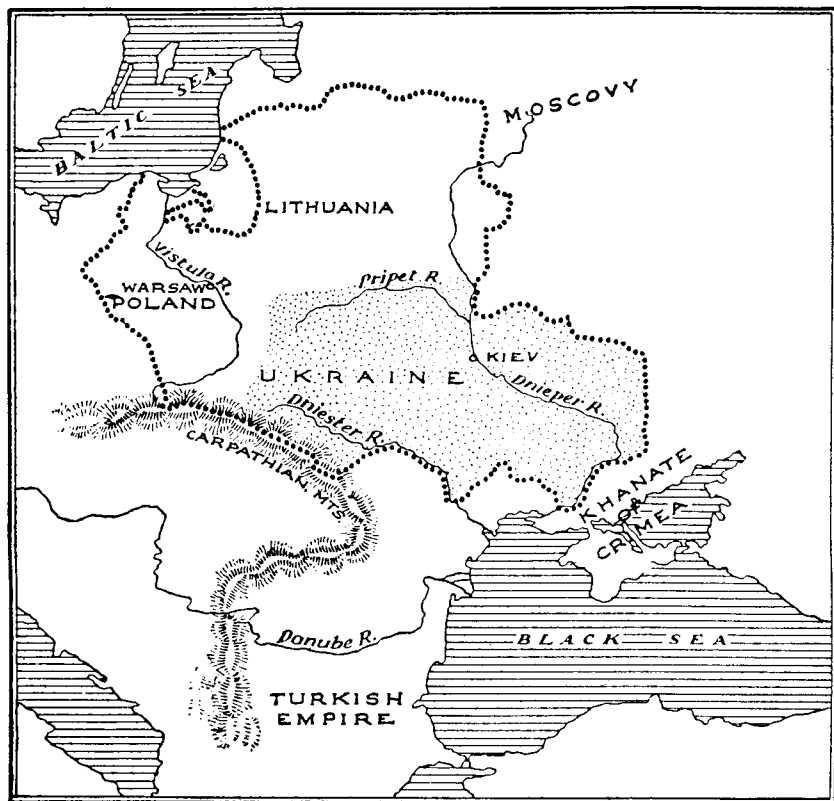 BALTIC SEA
MOSCOVY
LITHUANIA
Vistula R.
WARSAW
POLAND
Pripet R.
KIEV
UKRAINE
Dnieper R.
Dniester R.
CARPATHIAN MTS
KHANATE
OF
CRIMEA
Danube R.
BLACK SEA
TURKISH
EMPIRE